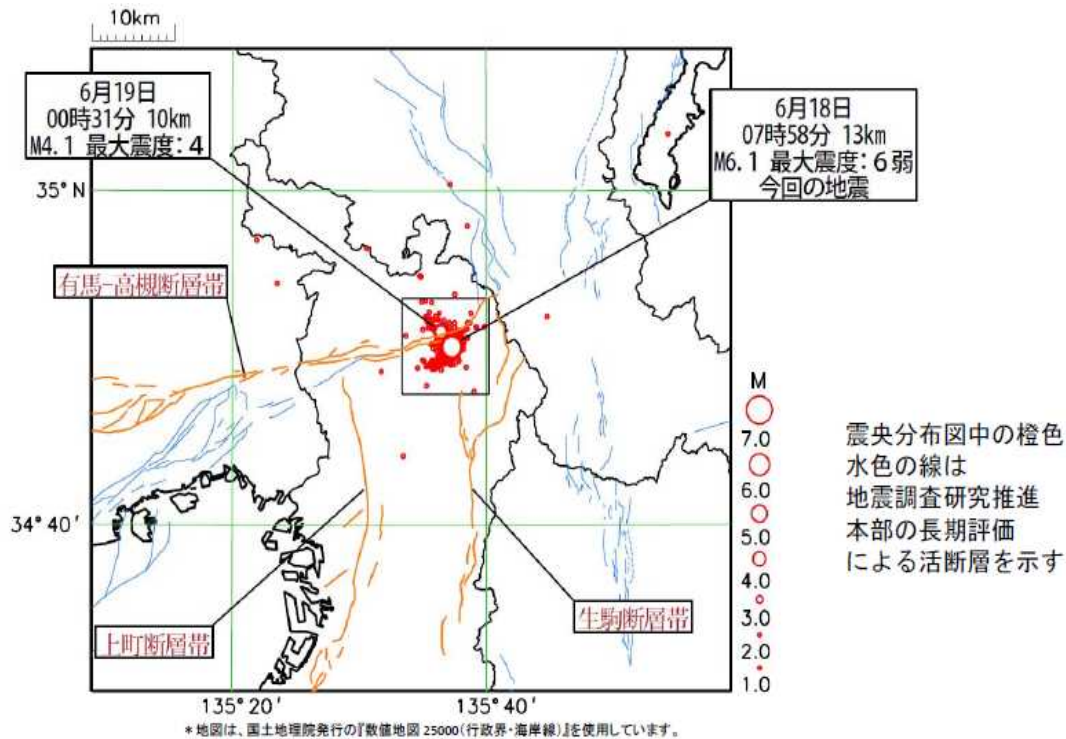 10km
6月19日
00時31分 10km
M4.1 最大震度:4
6月18日
07時58分 13km
M6.1 最大震度:6弱
今回の地震
35°N
有馬-高槻断層帯
M
7.0
6.0
5.0
4.0
3.0
2.0
1.0
震央分布図中の橙色
水色の線は
地震調査研究推進
本部の長期評価
による活断層を示す
34°40'
上町断層帯
生駒断層帯
135°20'
135°40'
*地図は、国土地理院発行の『数値地図 25000(行政界・海岸線)』を使用しています。